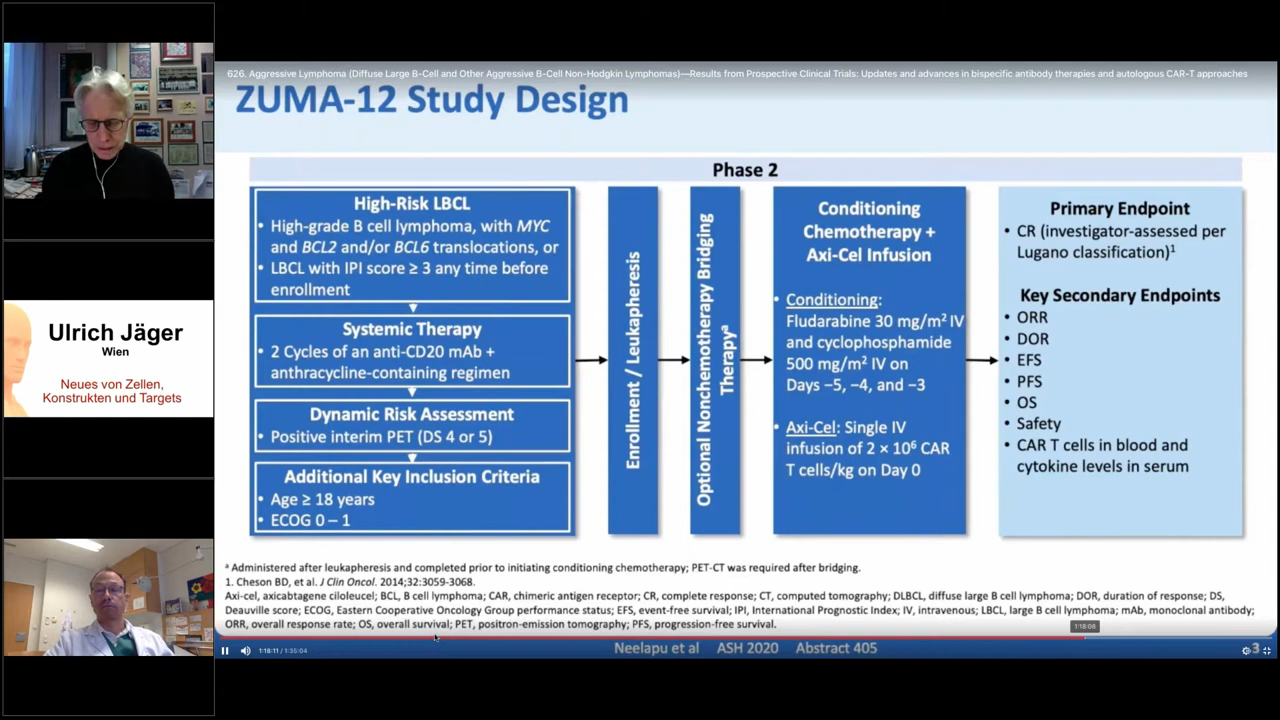 626. Aggressive Lymphoma (Diffuse Large B-Cell and Other Aggressive B-Cell Non-Hodgkin Lymphomas)—Results from Prospective Clinical Trials: Updates and advances in bispecific antibody therapies and autologous CAR-T approaches
ZUMA-12 Study Design
Phase 2
High-Risk LBCL
• High-grade B cell lymphoma, with MYC
and BCL2 and/or BCL6 translocations, or
• LBCL with IPI score ≥ 3 any time before
enrollment
Systemic Therapy
• 2 Cycles of an anti-CD20 mAb +
anthracycline-containing regimen
Dynamic Risk Assessment
• Positive interim PET (DS 4 or 5)
Additional Key Inclusion Criteria
• Age ≥ 18 years
• ECOG 0 – 1
Enrollment / Leukapheresis
Optional Nonchemotherapy Bridging
Therapyᵃ
Conditioning
Chemotherapy +
Axi-Cel Infusion
• Conditioning:
Fludarabine 30 mg/m² IV
and cyclophosphamide
500 mg/m² IV on
Days −5, −4, and −3
• Axi-Cel: Single IV
infusion of 2 × 10⁶ CAR
T cells/kg on Day 0
Primary Endpoint
• CR (investigator-assessed per
Lugano classification)¹
Key Secondary Endpoints
• ORR
• DOR
• EFS
• PFS
• OS
• Safety
• CAR T cells in blood and
cytokine levels in serum
ᵃ Administered after leukapheresis and completed prior to initiating conditioning chemotherapy; PET-CT was required after bridging.
1. Cheson BD, et al. J Clin Oncol. 2014;32:3059-3068.
Axi-cel, axicabtagene ciloleucel; BCL, B cell lymphoma; CAR, chimeric antigen receptor; CR, complete response; CT, computed tomography; DLBCL, diffuse large B cell lymphoma; DOR, duration of response; DS,
Deauville score; ECOG, Eastern Cooperative Oncology Group performance status; EFS, event-free survival; IPI, International Prognostic Index; IV, intravenous; LBCL, large B cell lymphoma; mAb, monoclonal antibody;
ORR, overall response rate; OS, overall survival; PET, positron-emission tomography; PFS, progression-free survival.
1:18:08
1:18:11 / 1:35:04
Neelapu et al ASH 2020 Abstract 405
3
Ulrich Jäger
Wien
Neues von Zellen,
Konstrukten und Targets